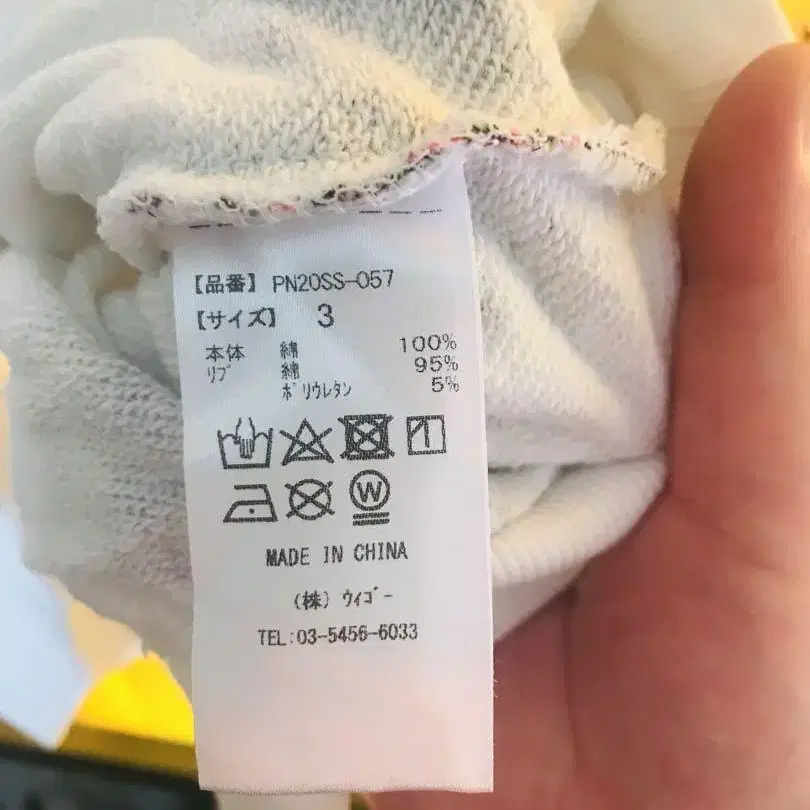 【品番】 PN20SS-057
【サイズ】 3
本体 綿 100%
リブ 綿 95%
ポリウレタン 5%
W
MADE IN CHINA
(株) ウィゴー
TEL:03-5456-6033